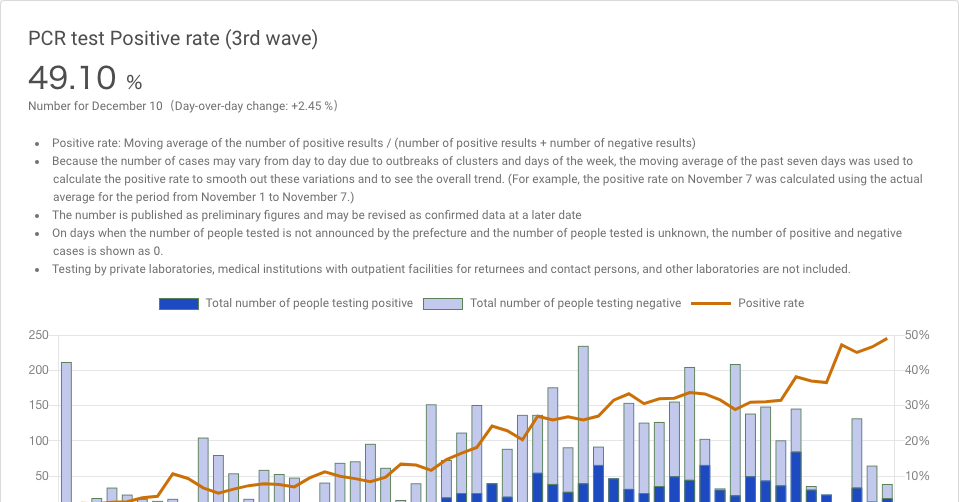 PCR test Positive rate (3rd wave)
49.10 %
Number for December 10（Day-over-day change: +2.45 %）
• Positive rate: Moving average of the number of positive results / (number of positive results + number of negative results)
• Because the number of cases may vary from day to day due to outbreaks of clusters and days of the week, the moving average of the past seven days was used to
calculate the positive rate to smooth out these variations and to see the overall trend. (For example, the positive rate on November 7 was calculated using the actual
average for the period from November 1 to November 7.)
• The number is published as preliminary figures and may be revised as confirmed data at a later date
• On days when the number of people tested is not announced by the prefecture and the number of people tested is unknown, the number of positive and negative
cases is shown as 0.
• Testing by private laboratories, medical institutions with outpatient facilities for returnees and contact persons, and other laboratories are not included.
Total number of people testing positive Total number of people testing negative Positive rate
250 50%
200 40%
150 30%
100 20%
50 10%